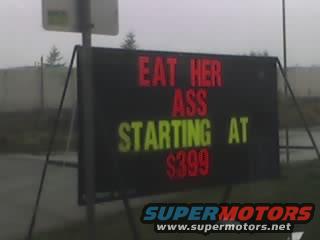 EAT HER
ASS
STARTING AT
$399
SUPERMOTORS
www.SUPERMOTORS.net